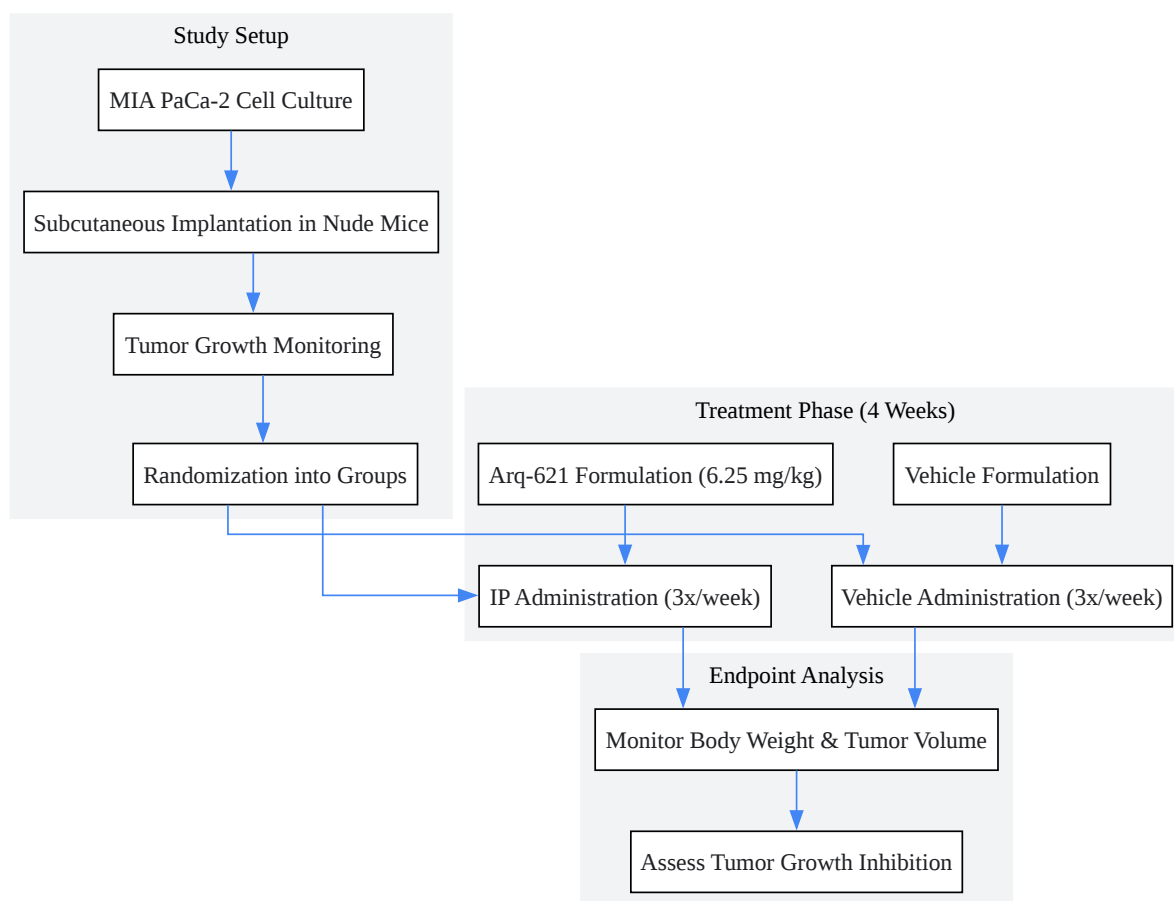 Study Setup
MIA PaCa-2 Cell Culture
Subcutaneous Implantation in Nude Mice
Tumor Growth Monitoring
Randomization into Groups
Treatment Phase (4 Weeks)
Arq-621 Formulation (6.25 mg/kg)
Vehicle Formulation
IP Administration (3x/week)
Vehicle Administration (3x/week)
Endpoint Analysis
Monitor Body Weight & Tumor Volume
Assess Tumor Growth Inhibition